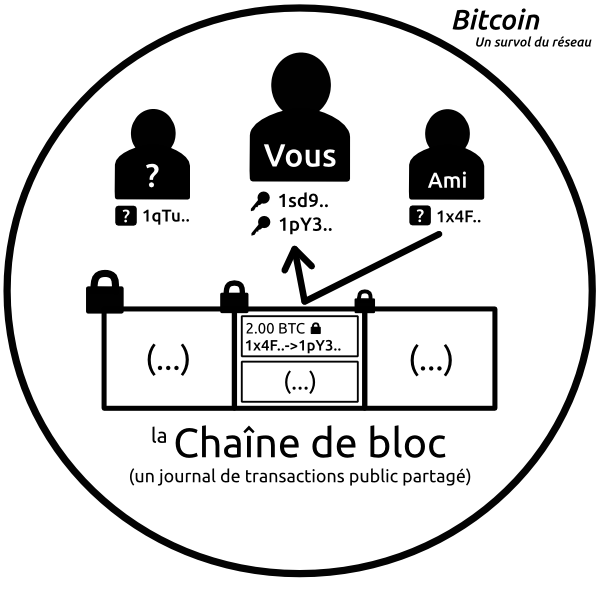 Bitcoin
Un survol du réseau
?
Vous
Ami
? 1qTu..
1sd9..
1pY3..
? 1x4F..
(...)
2.00 BTC
1x4F..->1pY3..
(...)
(...)
la Chaîne de bloc
(un journal de transactions public partagé)